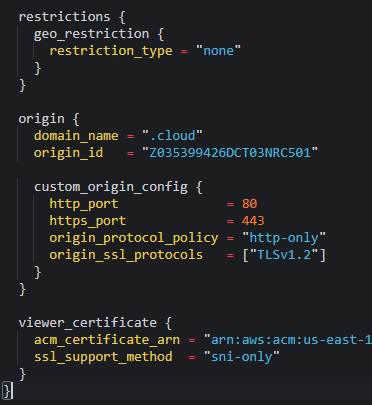 restrictions {
geo_restriction {
restriction_type = "none"
}
}
origin {
domain_name = ".cloud"
origin_id = "Z035399426DCT03NRC501"
custom_origin_config {
http_port = 80
https_port = 443
origin_protocol_policy = "http-only"
origin_ssl_protocols = ["TLSv1.2"]
}
}
viewer_certificate {
acm_certificate_arn = "arn:aws:acm:us-east-1
ssl_support_method = "sni-only"
}
}